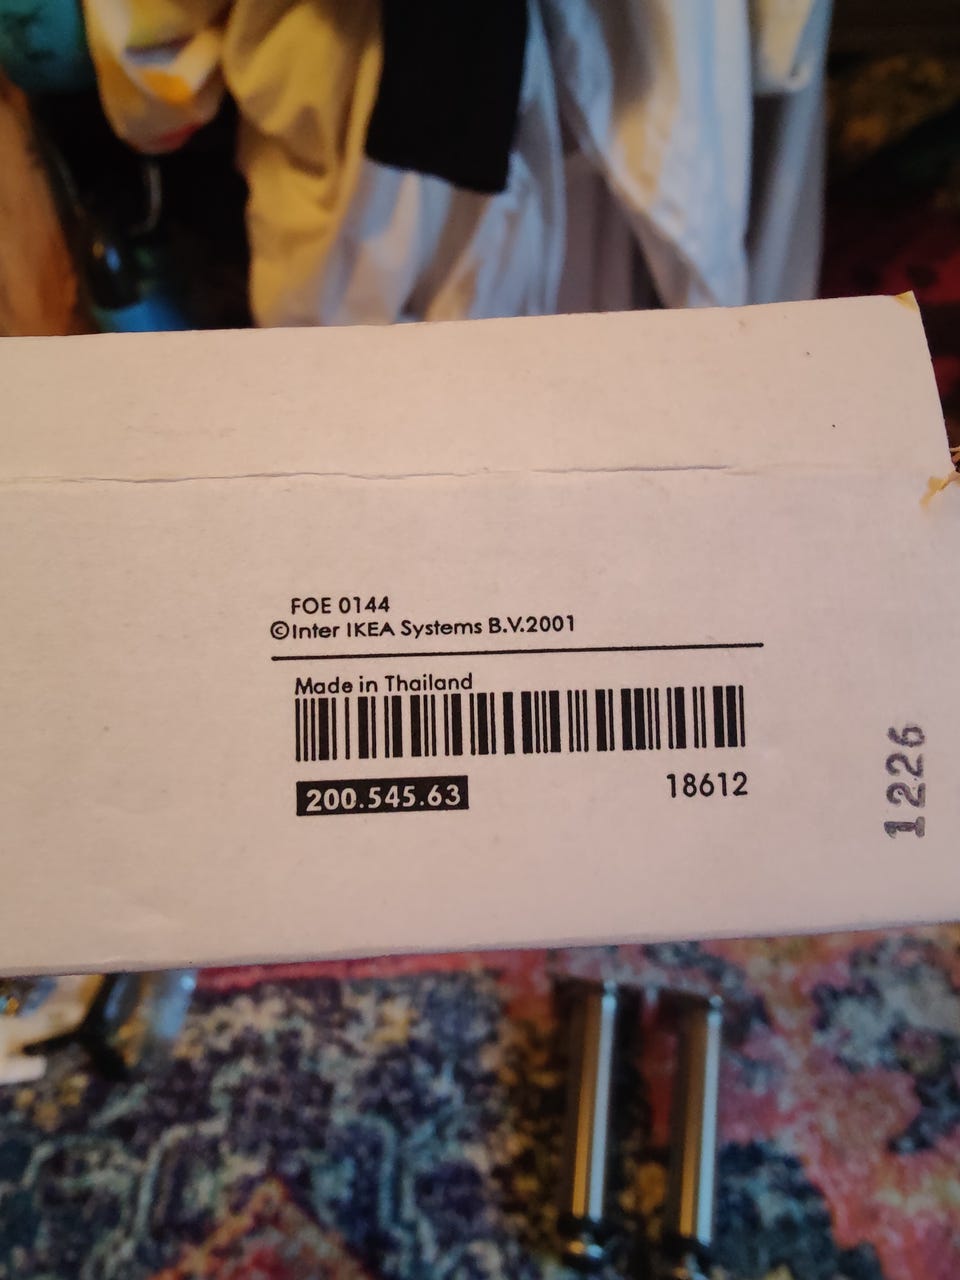 FOE 0144
©Inter IKEA Systems B.V.2001
Made in Thailand
200.545.63
18612
1226